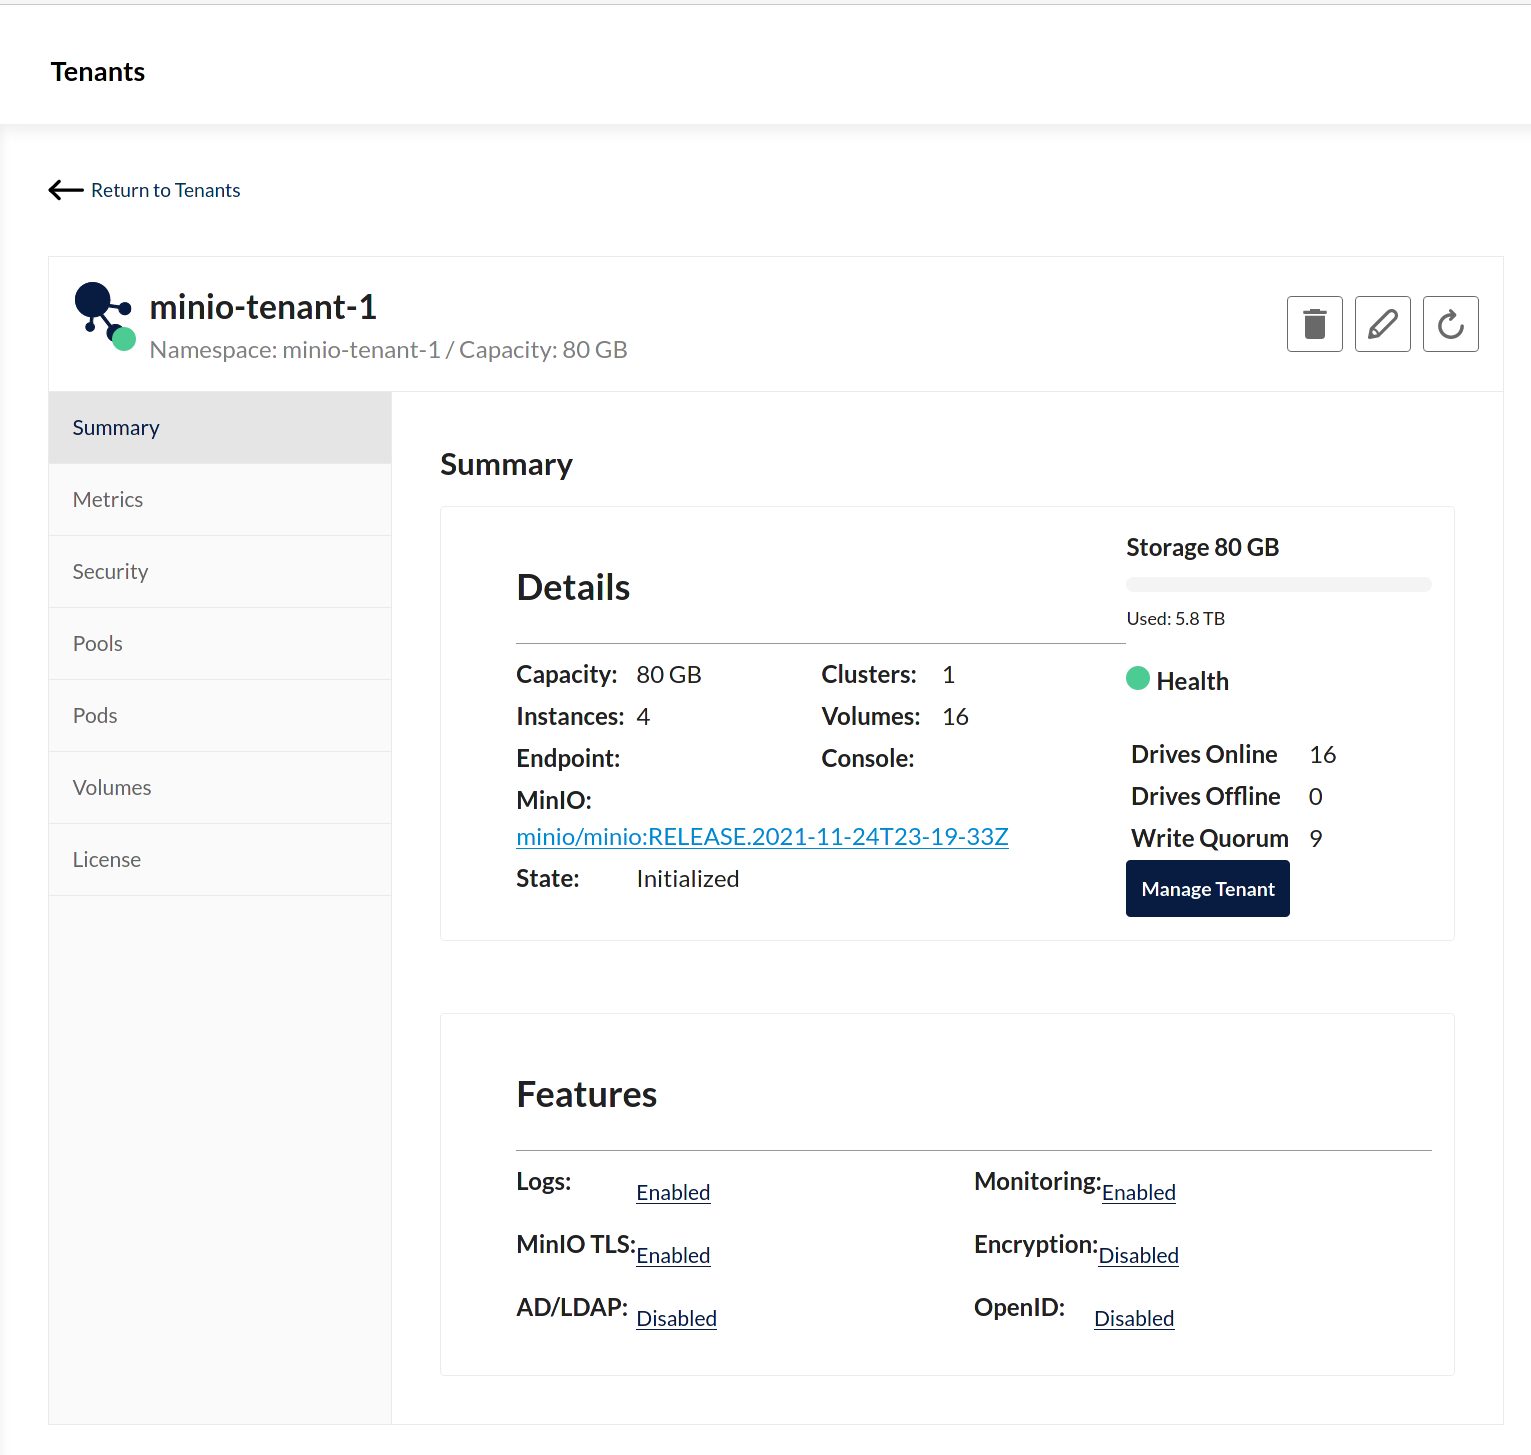 Tenants
Return to Tenants
minio-tenant-1
Namespace: minio-tenant-1 / Capacity: 80 GB
Summary
Metrics
Security
Pools
Pods
Volumes
License
Summary
Details
Capacity: 80 GB Clusters: 1
Instances: 4 Volumes: 16
Endpoint: Console:
MinIO:
minio/minio:RELEASE.2021-11-24T23-19-33Z
State: Initialized
Storage 80 GB
Used: 5.8 TB
Health
Drives Online 16
Drives Offline 0
Write Quorum 9
Manage Tenant
Features
Logs: Enabled Monitoring: Enabled
MinIO TLS: Enabled Encryption: Disabled
AD/LDAP: Disabled OpenID: Disabled